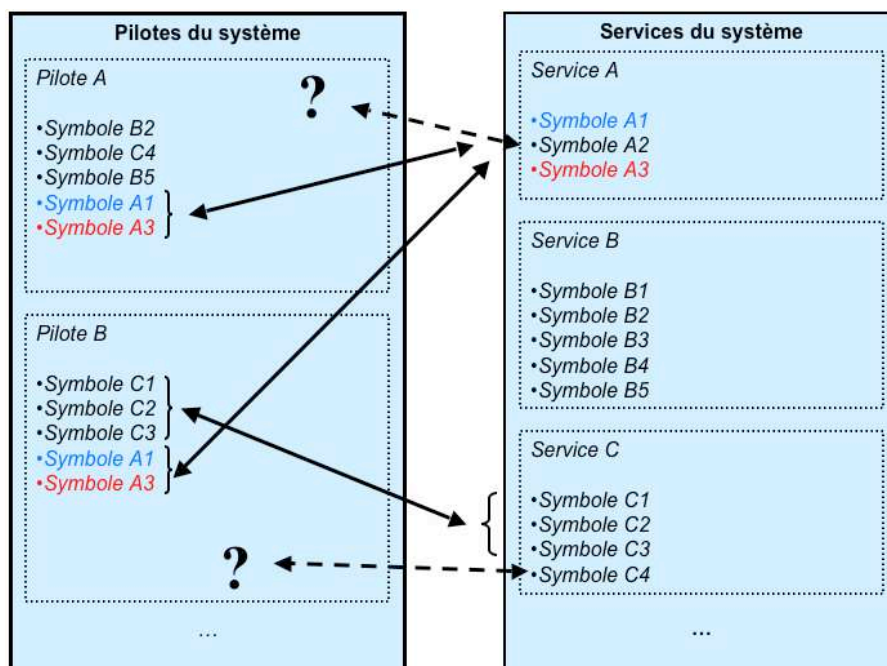 Pilotes du système
Pilote A
?
•Symbole B2
•Symbole C4
•Symbole B5
•Symbole A1
•Symbole A3
Pilote B
•Symbole C1
•Symbole C2
•Symbole C3
•Symbole A1
•Symbole A3
?
...
Services du système
Service A
•Symbole A1
•Symbole A2
•Symbole A3
Service B
•Symbole B1
•Symbole B2
•Symbole B3
•Symbole B4
•Symbole B5
Service C
•Symbole C1
•Symbole C2
•Symbole C3
•Symbole C4
...